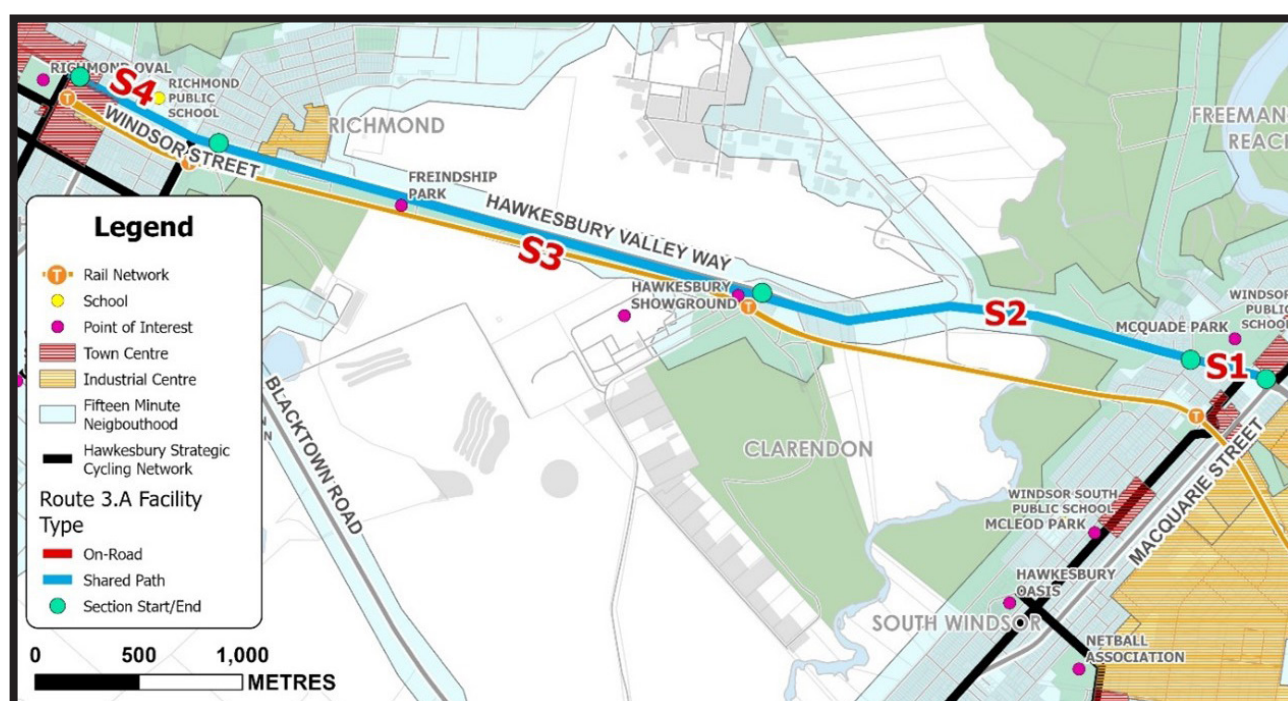 RICHMOND OVAL
S4
RICHMOND
PUBLIC
SCHOOL
WINDSOR STREET
RICHMOND
FREINDSHIP
PARK
HAWKESBURY VALLEY WAY
S3
HAWKESBURY
SHOWGROUND
S2
FREEMAN
REACH
MCQUADE PARK
WINDSOR
PUBLIC
SCHOOL
S1
BLACKTOWN ROAD
CLARENDON
WINDSOR SOUTH
PUBLIC SCHOOL
MCLEOD PARK
MACQUARIE STREET
HAWKESBURY
OASIS
SOUTH WINDSOR
NETBALL
ASSOCIATION
Legend
T Rail Network
School
Point of Interest
Town Centre
Industrial Centre
Fifteen Minute
Neigbouthood
Hawkesbury Strategic
Cycling Network
Route 3.A Facility
Type
On-Road
Shared Path
Section Start/End
0 500 1,000
METRES